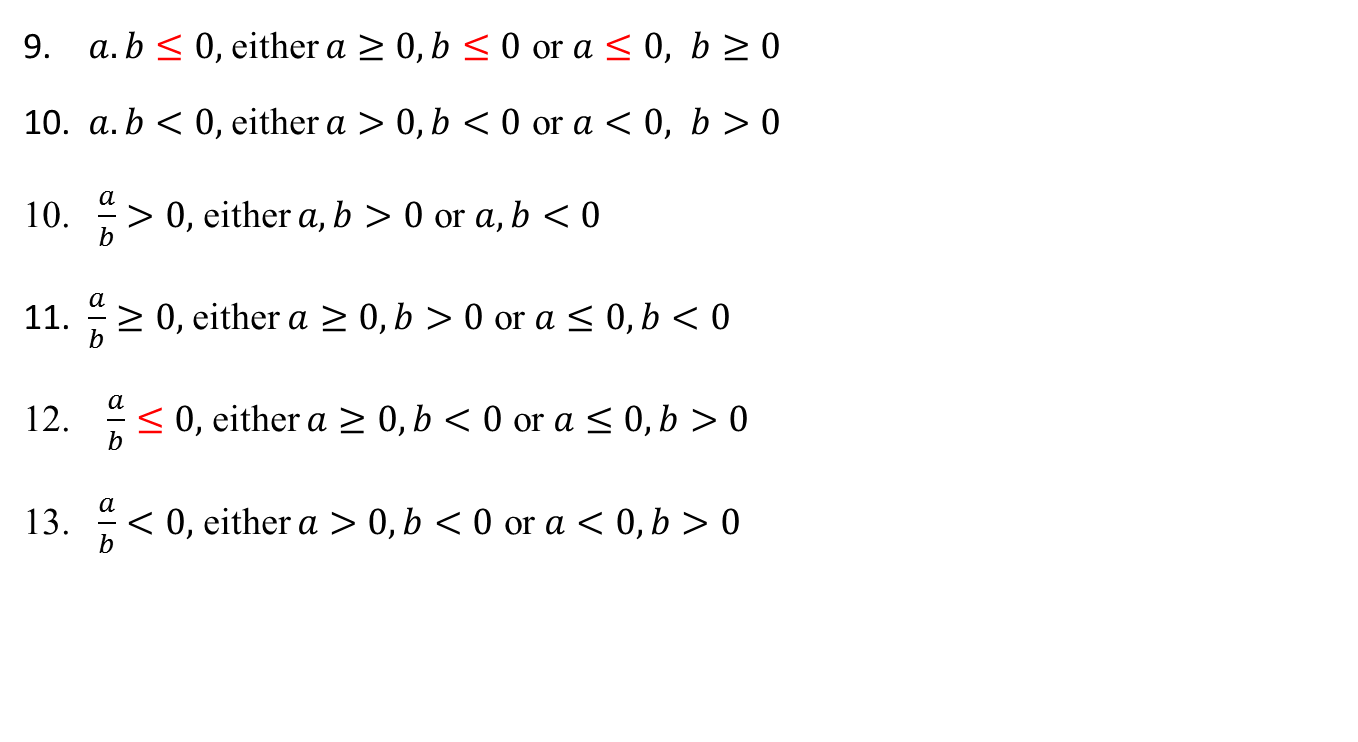 9. a. b ≤ 0, either a ≥ 0, b ≤ 0 or a ≤ 0, b ≥ 0
10. a. b < 0, either a > 0, b < 0 or a < 0, b > 0
10. a/b > 0, either a, b > 0 or a, b < 0
11. a/b ≥ 0, either a ≥ 0, b > 0 or a ≤ 0, b < 0
12. a/b ≤ 0, either a ≥ 0, b < 0 or a ≤ 0, b > 0
13. a/b < 0, either a > 0, b < 0 or a < 0, b > 0